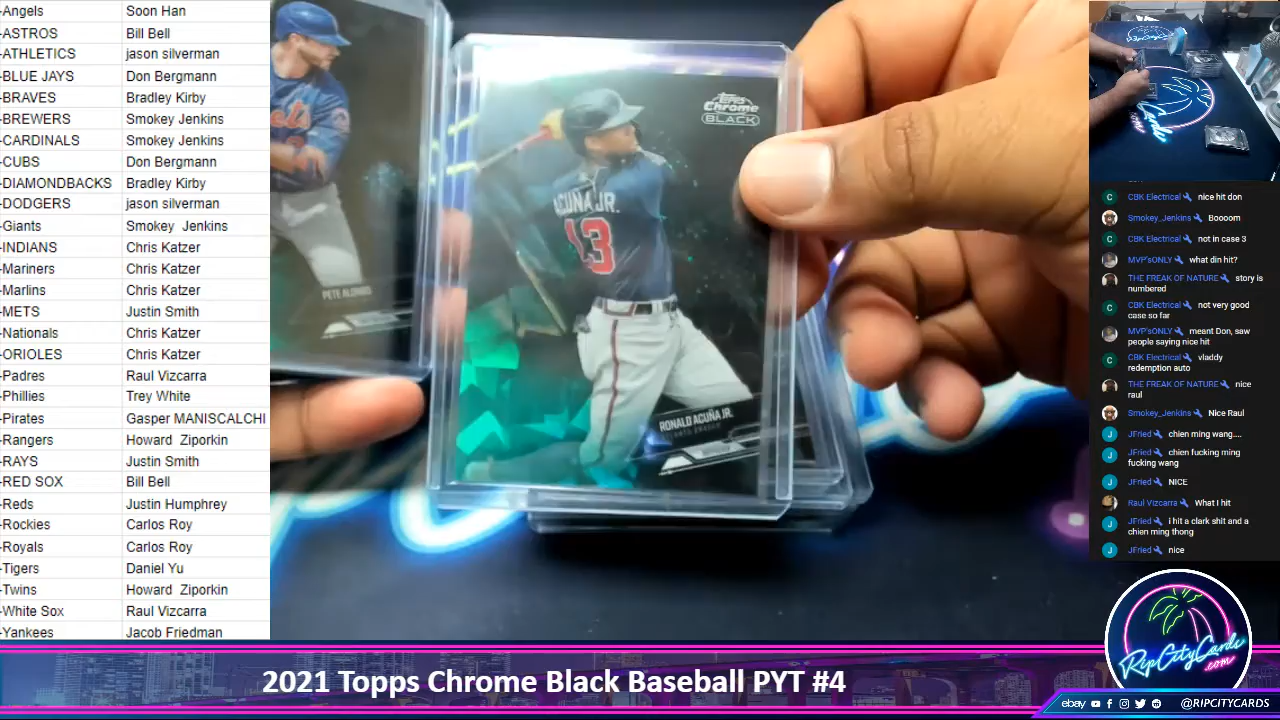 -Angels Soon Han
-ASTROS Bill Bell
-ATHLETICS jason silverman
-BLUE JAYS Don Bergmann
-BRAVES Bradley Kirby
-BREWERS Smokey Jenkins
-CARDINALS Smokey Jenkins
-CUBS Don Bergmann
-DIAMONDBACKS Bradley Kirby
-DODGERS jason silverman
-Giants Smokey Jenkins
-INDIANS Chris Katzer
-Mariners Chris Katzer
-Marlins Chris Katzer
-METS Justin Smith
-Nationals Chris Katzer
-ORIOLES Chris Katzer
-Padres Raul Vizcarra
-Phillies Trey White
-Pirates Gasper MANISCALCHI
-Rangers Howard Ziporkin
-RAYS Justin Smith
-RED SOX Bill Bell
-Reds Justin Humphrey
-Rockies Carlos Roy
-Royals Carlos Roy
-Tigers Daniel Yu
-Twins Howard Ziporkin
-White Sox Raul Vizcarra
-Yankees Jacob Friedman
Mets
PETE ALONSO
TOPPS
Chrome
BLACK
ACUÑA JR.
13
RONALD ACUÑA JR.
ATLANTA BRAVES
C CBK Electrical nice hit don
Smokey_Jenkins Boooom
C CBK Electrical not in case 3
MVP'sONLY what din hit?
THE FREAK OF NATURE story is
numbered
C CBK Electrical not very good
case so far
MVP'sONLY meant Don, saw
people saying nice hit
C CBK Electrical vladdy
redemption auto
THE FREAK OF NATURE nice
raul
Smokey_Jenkins Nice Raul
J JFried chien ming wang....
J JFried chien fucking ming
fucking wang
J JFried NICE
Raul Vizcarra What I hit
J JFried i hit a clark shit and a
chien ming thong
J JFried nice
RipCityCards
.com
2021 Topps Chrome Black Baseball PYT #4
ebay @RIPCITYCARDS